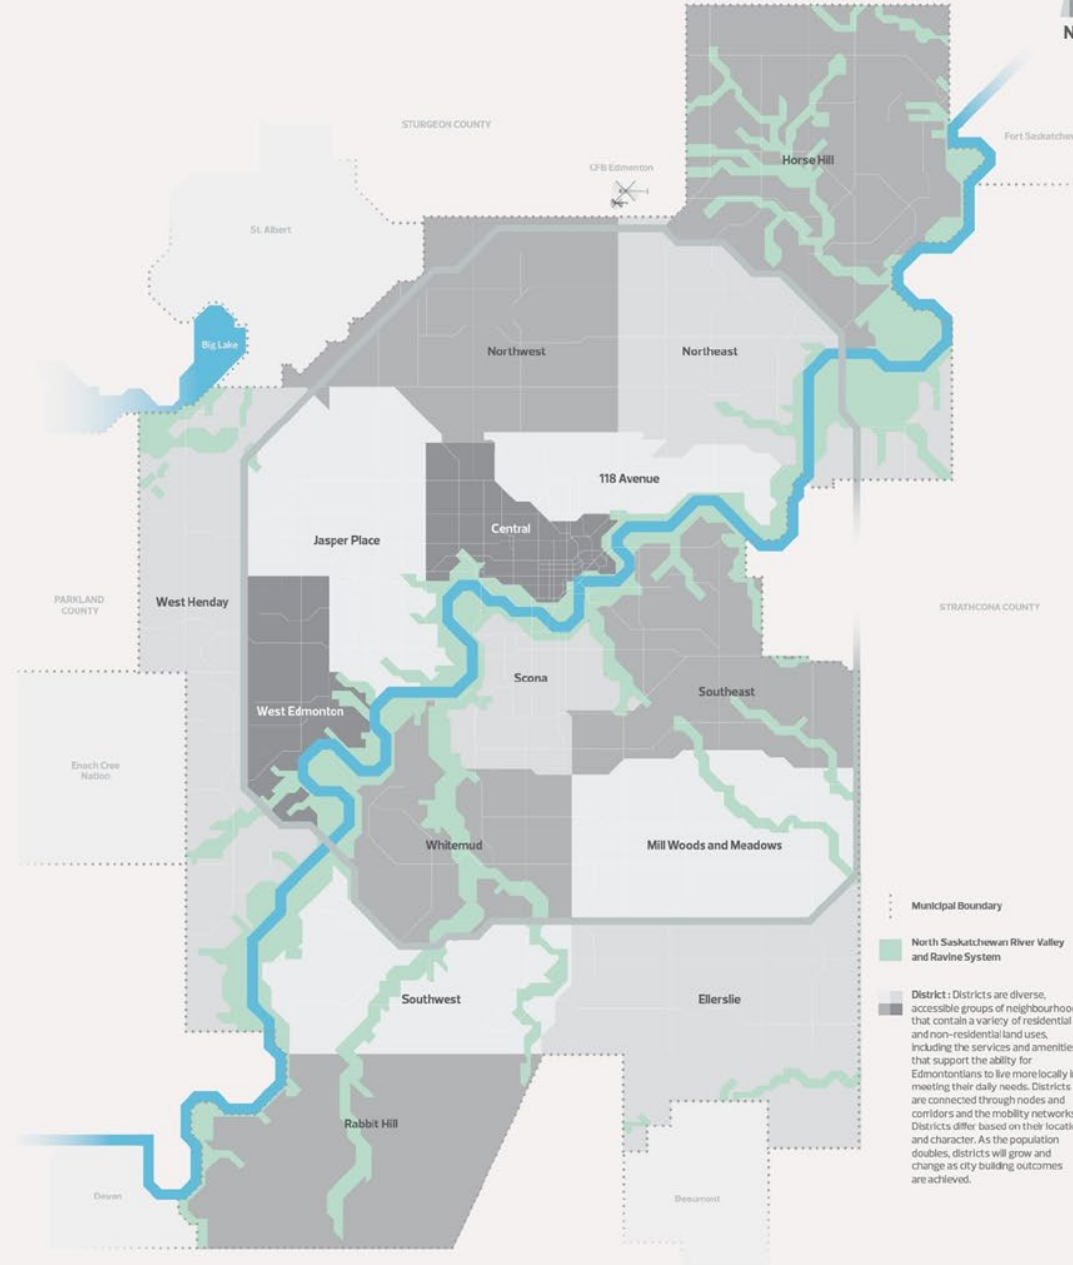 N
STURGEON COUNTY
CFB Edmonton
Horse Hill
St. Albert
Big Lake
Northwest
Northeast
118 Avenue
Central
Jasper Place
PARKLAND
COUNTY
West Henday
STRATHCONA COUNTY
Scona
Southeast
West Edmonton
Enoch Cree
Nation
Whitemud
Mill Woods and Meadows
Southwest
Ellerslie
Rabbit Hill
Devon
Beaumont
Municipal Boundary
North Saskatchewan River Valley
and Ravine System
District : Districts are diverse,
accessible groups of
that contain a variety of residential
and non-residential land uses,
including the services and
that support the ability for
Edmontontians to live more locally
meeting their daily needs. Districts
are connected through nodes and
corridors and the mobility
Districts differ based on their
and character. As the population
doubles, districts will grow and
change as city building outcomes
are achieved.
Fort